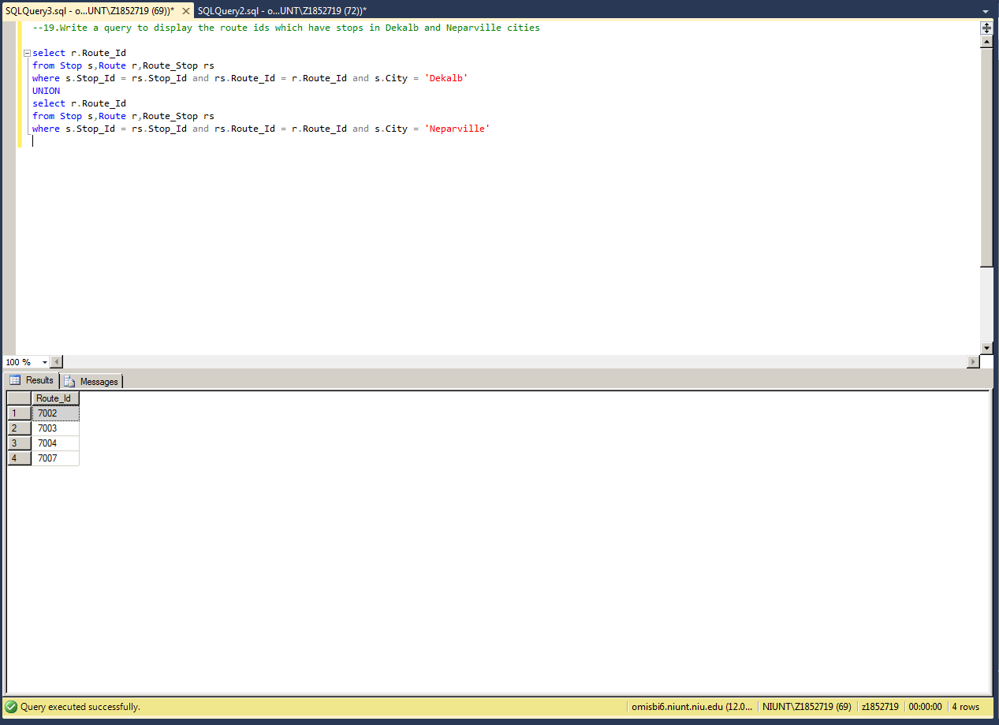 SQLQuery3.sql - o...UNT\Z1852719 (69))* SQLQuery2.sql - o...UNT\Z1852719 (72))*
--19.Write a query to display the route ids which have stops in Dekalb and Neparville cities
select r.Route_Id
from Stop s,Route r,Route_Stop rs
where s.Stop_Id = rs.Stop_Id and rs.Route_Id = r.Route_Id and s.City = 'Dekalb'
UNION
select r.Route_Id
from Stop s,Route r,Route_Stop rs
where s.Stop_Id = rs.Stop_Id and rs.Route_Id = r.Route_Id and s.City = 'Neparville'
100 %
Results Messages
Route_Id
1 7002
2 7003
3 7004
4 7007
Query executed successfully. omisbi6.niunt.niu.edu (12.0... NIUNT\Z1852719 (69) z1852719 00:00:00 4 rows